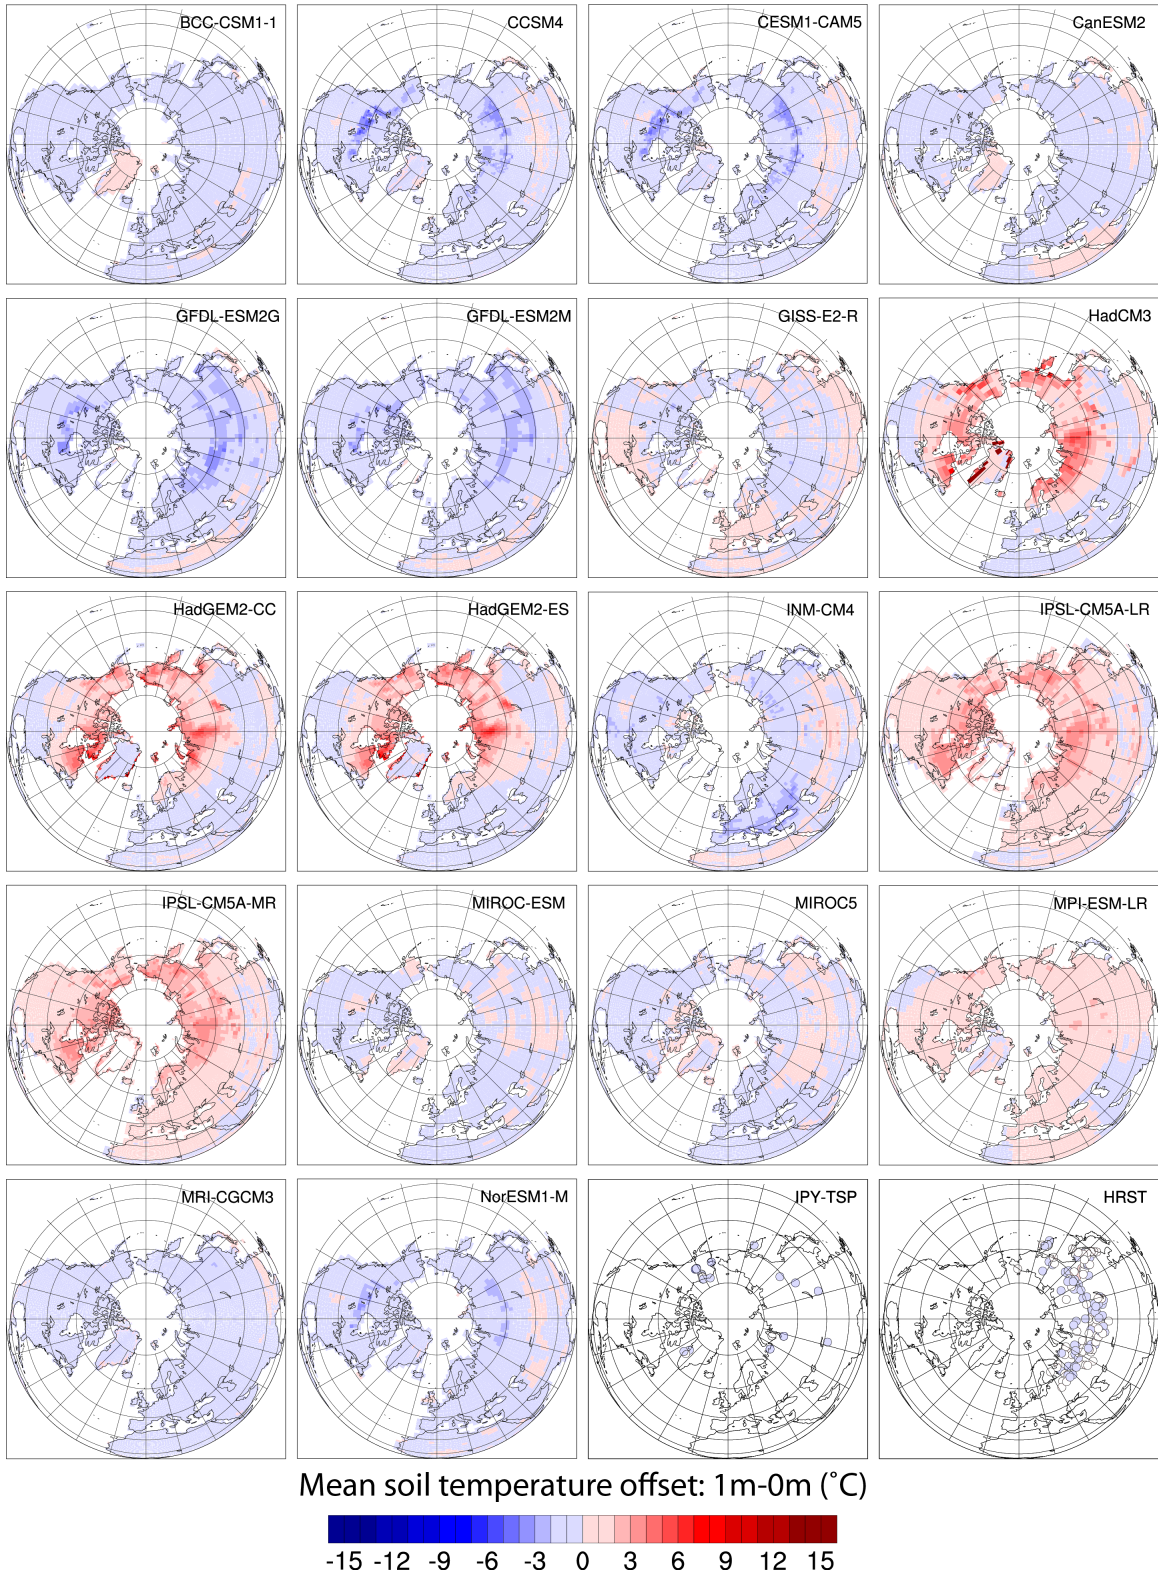 BCC-CSM1-1
CCSM4
CESM1-CAM5
CanESM2
GFDL-ESM2G
GFDL-ESM2M
GISS-E2-R
HadCM3
HadGEM2-CC
HadGEM2-ES
INM-CM4
IPSL-CM5A-LR
IPSL-CM5A-MR
MIROC-ESM
MIROC5
MPI-ESM-LR
MRI-CGCM3
NorESM1-M
IPY-TSP
HRST
Mean soil temperature offset: 1m-0m (˚C)
-15 -12 -9 -6 -3 0 3 6 9 12 15